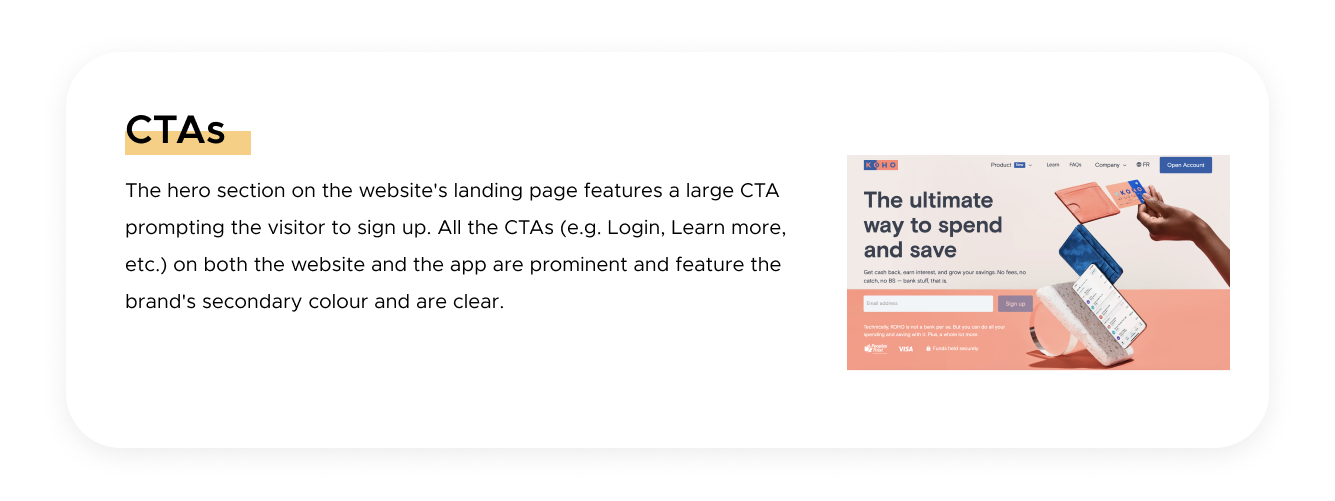 CTAs
The hero section on the website's landing page features a large CTA
prompting the visitor to sign up. All the CTAs (e.g. Login, Learn more,
etc.) on both the website and the app are prominent and feature the
brand's secondary colour and are clear.
KOHO
Product New Learn FAQs Company FR Open Account
The ultimate
way to spend
and save
Get cash back, earn interest, and grow your savings. No fees, no
catch, no BS — bank stuff, that is.
Email address Sign up
Technically, KOHO is not a bank per se. But you can do all your
spending and saving with it. Plus, a whole lot more.
Peoples
Trust
VISA Funds held securely.
KOHO